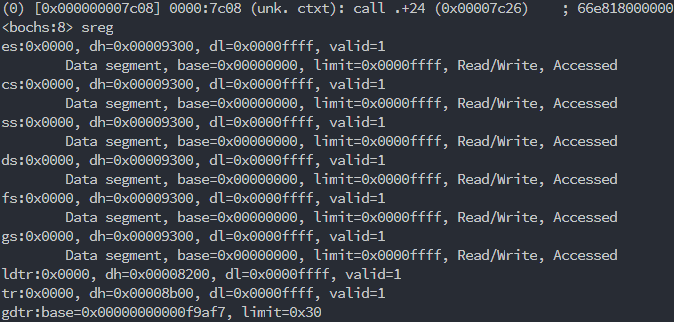 (0) [0x000000007c08] 0000:7c08 (unk. ctxt): call .+24 (0x00007c26)    ; 66e818000000
<bochs:8> sreg
es:0x0000, dh=0x00009300, dl=0x0000ffff, valid=1
        Data segment, base=0x00000000, limit=0x0000ffff, Read/Write, Accessed
cs:0x0000, dh=0x00009300, dl=0x0000ffff, valid=1
        Data segment, base=0x00000000, limit=0x0000ffff, Read/Write, Accessed
ss:0x0000, dh=0x00009300, dl=0x0000ffff, valid=1
        Data segment, base=0x00000000, limit=0x0000ffff, Read/Write, Accessed
ds:0x0000, dh=0x00009300, dl=0x0000ffff, valid=1
        Data segment, base=0x00000000, limit=0x0000ffff, Read/Write, Accessed
fs:0x0000, dh=0x00009300, dl=0x0000ffff, valid=1
        Data segment, base=0x00000000, limit=0x0000ffff, Read/Write, Accessed
gs:0x0000, dh=0x00009300, dl=0x0000ffff, valid=1
        Data segment, base=0x00000000, limit=0x0000ffff, Read/Write, Accessed
ldtr:0x0000, dh=0x00008200, dl=0x0000ffff, valid=1
tr:0x0000, dh=0x00008b00, dl=0x0000ffff, valid=1
gdtr:base=0x00000000000f9af7, limit=0x30